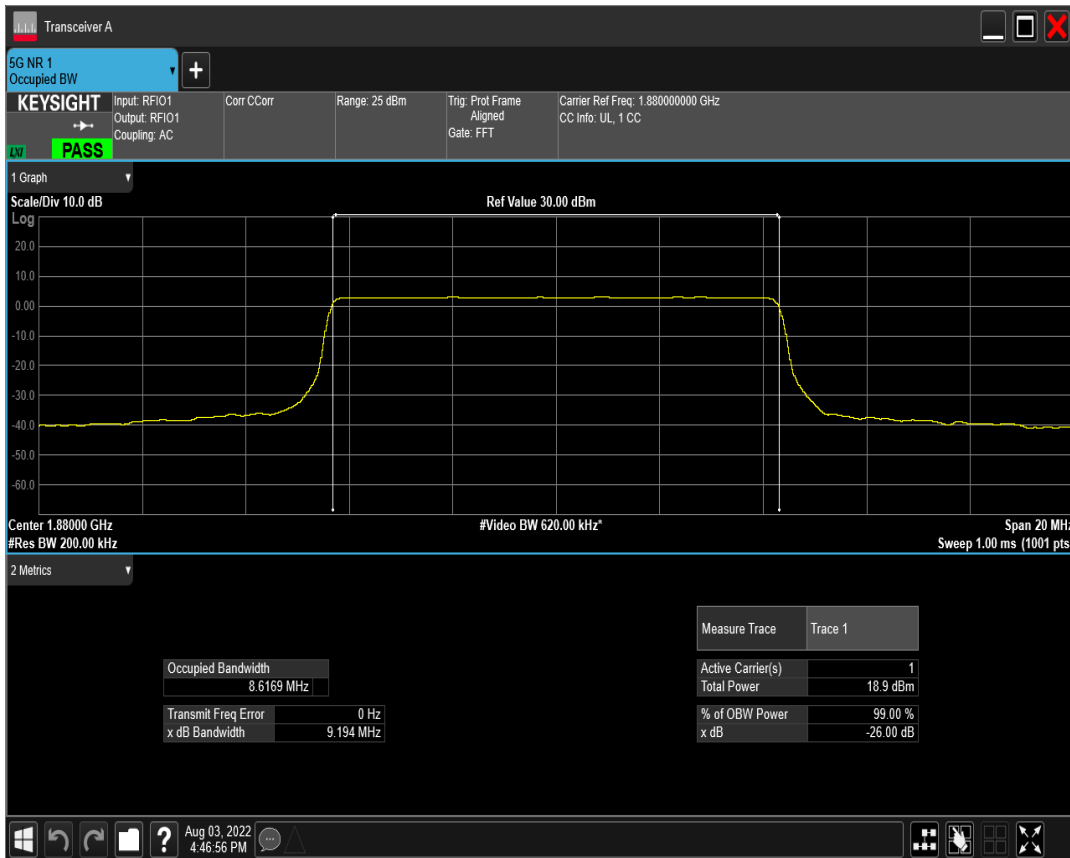 Transceiver A
5G NR 1
Occupied BW
KEYSIGHT
LXI
PASS
Input: RFIO1
Output: RFIO1
Coupling: AC
Corr CCorr
Range: 25 dBm
Trig: Prot Frame
Aligned
Gate: FFT
Carrier Ref Freq: 1.880000000 GHz
CC Info: UL, 1 CC
1 Graph
Scale/Div 10.0 dB
Ref Value 30.00 dBm
Log
20.0
10.0
0.00
-10.0
-20.0
-30.0
-40.0
-50.0
-60.0
Center 1.88000 GHz
#Video BW 620.00 kHz*
Span 20 MHz
#Res BW 200.00 kHz
Sweep 1.00 ms (1001 pts
2 Metrics
Measure Trace Trace 1
Occupied Bandwidth
8.6169 MHz
Active Carrier(s) 1
Total Power 18.9 dBm
Transmit Freq Error 0 Hz
x dB Bandwidth 9.194 MHz
% of OBW Power 99.00 %
x dB -26.00 dB
?
Aug 03, 2022
4:46:56 PM